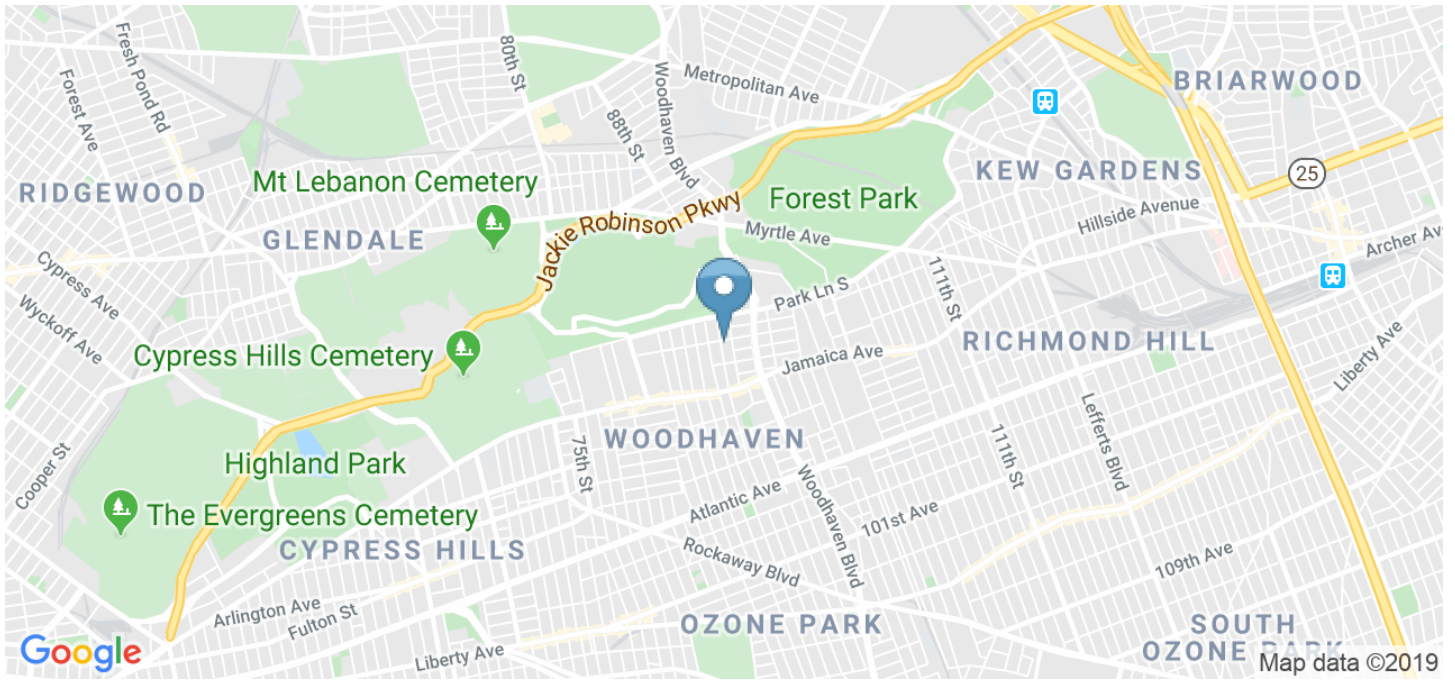 Fresh Pond Rd
Forest Ave
80th St
Woodhaven Blvd
Metropolitan Ave
88th St
BRIARWOOD
25
KEW GARDENS
RIDGEWOOD
Mt Lebanon Cemetery
Forest Park
Jackie Robinson Pkwy
GLENDALE
Myrtle Ave
Hillside Avenue
Archer Av
Cypress Ave
Wyckoff Ave
111th St
Park Ln S
RICHMOND HILL
Liberty Ave
Cypress Hills Cemetery
Jamaica Ave
WOODHAVEN
75th St
Lefferts Blvd
111th St
Cooper St
Highland Park
Atlantic Ave
Woodhaven Blvd
101st Ave
The Evergreens Cemetery
CYPRESS HILLS
Rockaway Blvd
109th Ave
Arlington Ave
Fulton St
OZONE PARK
SOUTH
OZONE PARK
Liberty Ave
Google
Map data ©2019